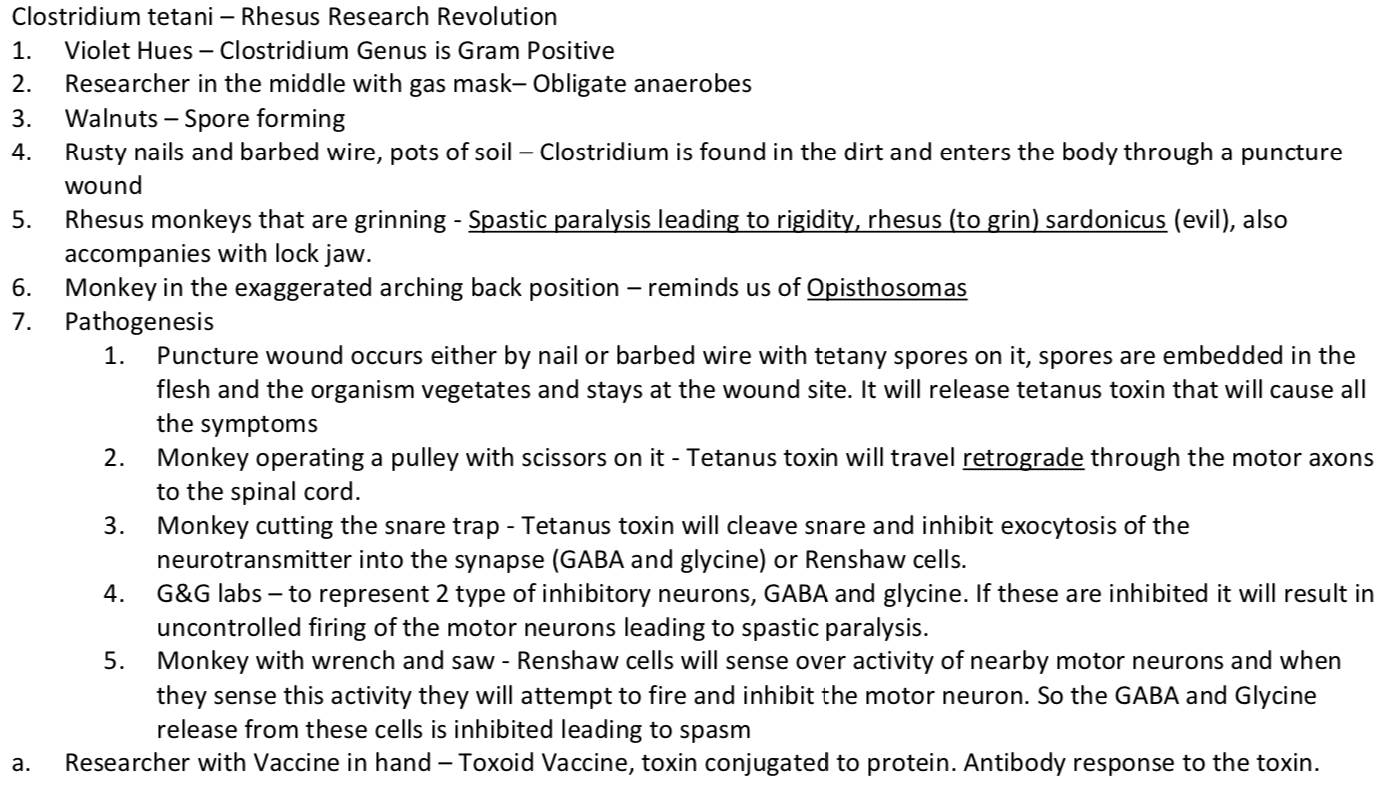 Clostridium tetani – Rhesus Research Revolution
1. Violet Hues – Clostridium Genus is Gram Positive
2. Researcher in the middle with gas mask– Obligate anaerobes
3. Walnuts – Spore forming
4. Rusty nails and barbed wire, pots of soil – Clostridium is found in the dirt and enters the body through a puncture
wound
5. Rhesus monkeys that are grinning - Spastic paralysis leading to rigidity, rhesus (to grin) sardonicus (evil), also
accompanies with lock jaw.
6. Monkey in the exaggerated arching back position – reminds us of Opisthosomas
7. Pathogenesis
1. Puncture wound occurs either by nail or barbed wire with tetany spores on it, spores are embedded in the
flesh and the organism vegetates and stays at the wound site. It will release tetanus toxin that will cause all
the symptoms
2. Monkey operating a pulley with scissors on it - Tetanus toxin will travel retrograde through the motor axons
to the spinal cord.
3. Monkey cutting the snare trap - Tetanus toxin will cleave snare and inhibit exocytosis of the
neurotransmitter into the synapse (GABA and glycine) or Renshaw cells.
4. G&G labs – to represent 2 type of inhibitory neurons, GABA and glycine. If these are inhibited it will result in
uncontrolled firing of the motor neurons leading to spastic paralysis.
5. Monkey with wrench and saw - Renshaw cells will sense over activity of nearby motor neurons and when
they sense this activity they will attempt to fire and inhibit the motor neuron. So the GABA and Glycine
release from these cells is inhibited leading to spasm
a. Researcher with Vaccine in hand – Toxoid Vaccine, toxin conjugated to protein. Antibody response to the toxin.